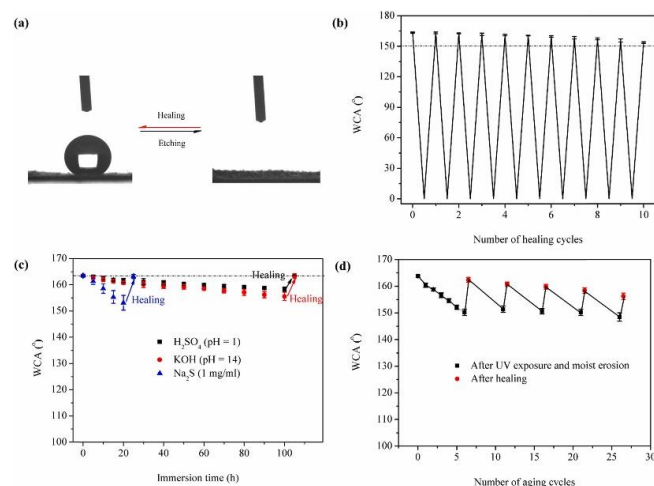 (a)
Healing
Etching
(b)
WCA (°)
180
150
120
90
60
30
0
0 2 4 6 8 10
Number of healing cycles
(c)
WCA (°)
170
160
150
140
130
120
110
100
Healing
Healing
Healing
H₂SO₄ (pH = 1)
KOH (pH = 14)
Na₂S (1 mg/ml)
0 20 40 60 80 100
Immersion time (h)
(d)
WCA (°)
170
160
150
140
130
120
110
100
After UV exposure and moist erosion
After healing
0 5 10 15 20 25 30
Number of aging cycles